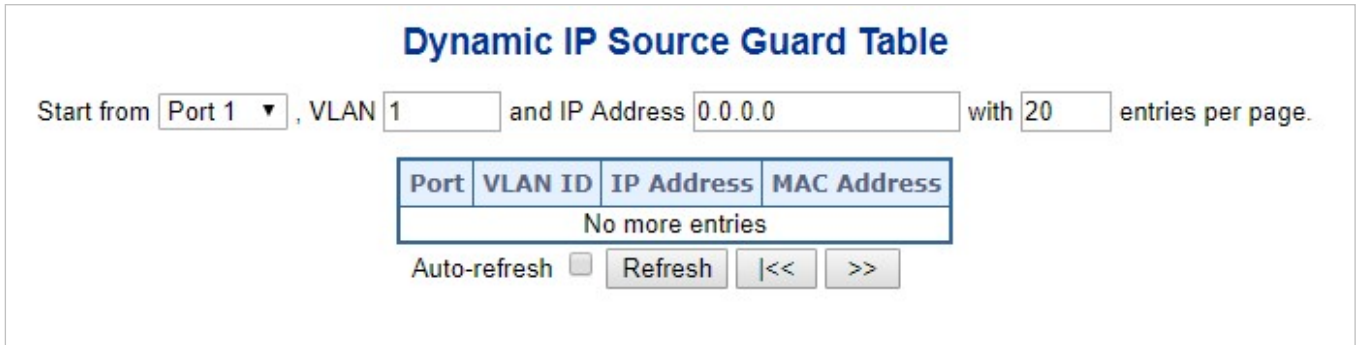 Dynamic IP Source Guard Table
Start from Port 1 , VLAN 1 and IP Address 0.0.0.0 with 20 entries per page.
Port VLAN ID IP Address MAC Address
No more entries
Auto-refresh Refresh |<< >>